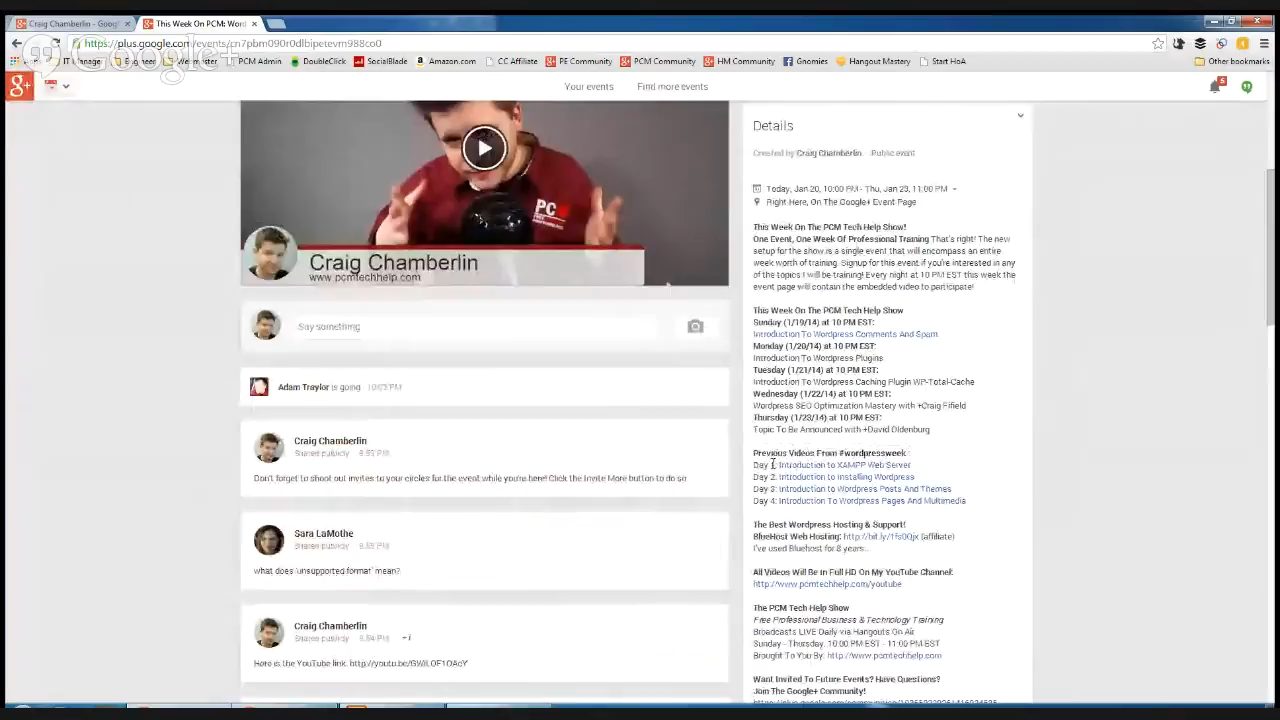 Craig Chamberlin - Googl
This Week On PCM: Word
https://plus.google.com/events/cn7pbm090r0dlbipetevm988co0
Google+
IT Manage
Engineer
Webmaster
PCM Admin
DoubleClick
SocialBlade
Amazon.com
CC Affiliate
PE Community
PCM Community
HM Community
Gnomies
Hangout Mastery
Start HoA
Other bookmarks
g+
Your events
Find more events
5
PC
Craig Chamberlin
www.pcmtechhelp.com
Say something
Adam Traylor is going
Craig Chamberlin
Shared publicly
Don't forget to shoot out invites to your circles for the event while you're here! Click the Invite More button to do so!
Sara LaMothe
Shared publicly
what does 'unsupported format' mean?
Craig Chamberlin
Shared publicly
+1
Here is the YouTube link:
Details
Created by Craig Chamberlin Public event
Today, Jan 20, 10:00 PM - Thu, Jan 23, 11:00 PM
Right Here, On The Google+ Event Page
This Week On The PCM Tech Help Show!
One Event, One Week Of Professional Training That's right! The new
setup for the show is a single event that will encompass an entire
week worth of training. Signup for this event if you're interested in any
of the topics I will be training! Every night at 10 PM EST this week the
event page will contain the embedded video to participate!
This Week On The PCM Tech Help Show
Sunday (1/19/14) at 10 PM EST:
Introduction To Wordpress Comments And Spam
Monday (1/20/14) at 10 PM EST:
Introduction To Wordpress Plugins
Tuesday (1/21/14) at 10 PM EST:
Introduction To Wordpress Caching Plugin WP-Total-Cache
Wednesday (1/22/14) at 10 PM EST:
Wordpress SEO Optimization Mastery with +Craig Fifield
Thursday (1/23/14) at 10 PM EST:
Topic To Be Announced with +David Oldenburg
Previous Videos From #wordpressweek
Day 1: Introduction to XAMPP Web Server
Day 2: Introduction to Installing Wordpress
Day 3: Introduction to Wordpress Posts And Themes
Day 4: Introduction To Wordpress Pages And Multimedia
The Best Wordpress Hosting & Support!
BlueHost Web Hosting: (affiliate)
I've used Bluehost for 8 years...
All Videos Will Be in Full HD On My YouTube Channel:
http://www.pcmtechhelp.com/youtube
The PCM Tech Help Show
Free Professional Business & Technology Training
Broadcasts LIVE Daily via Hangouts On Air
Sunday - Thursday. 10:00 PM EST - 11:00 PM EST
Brought To You By: http://www.pcmtechhelp.com
Want Invited To Future Events? Have Questions?
Join The Google+ Community!